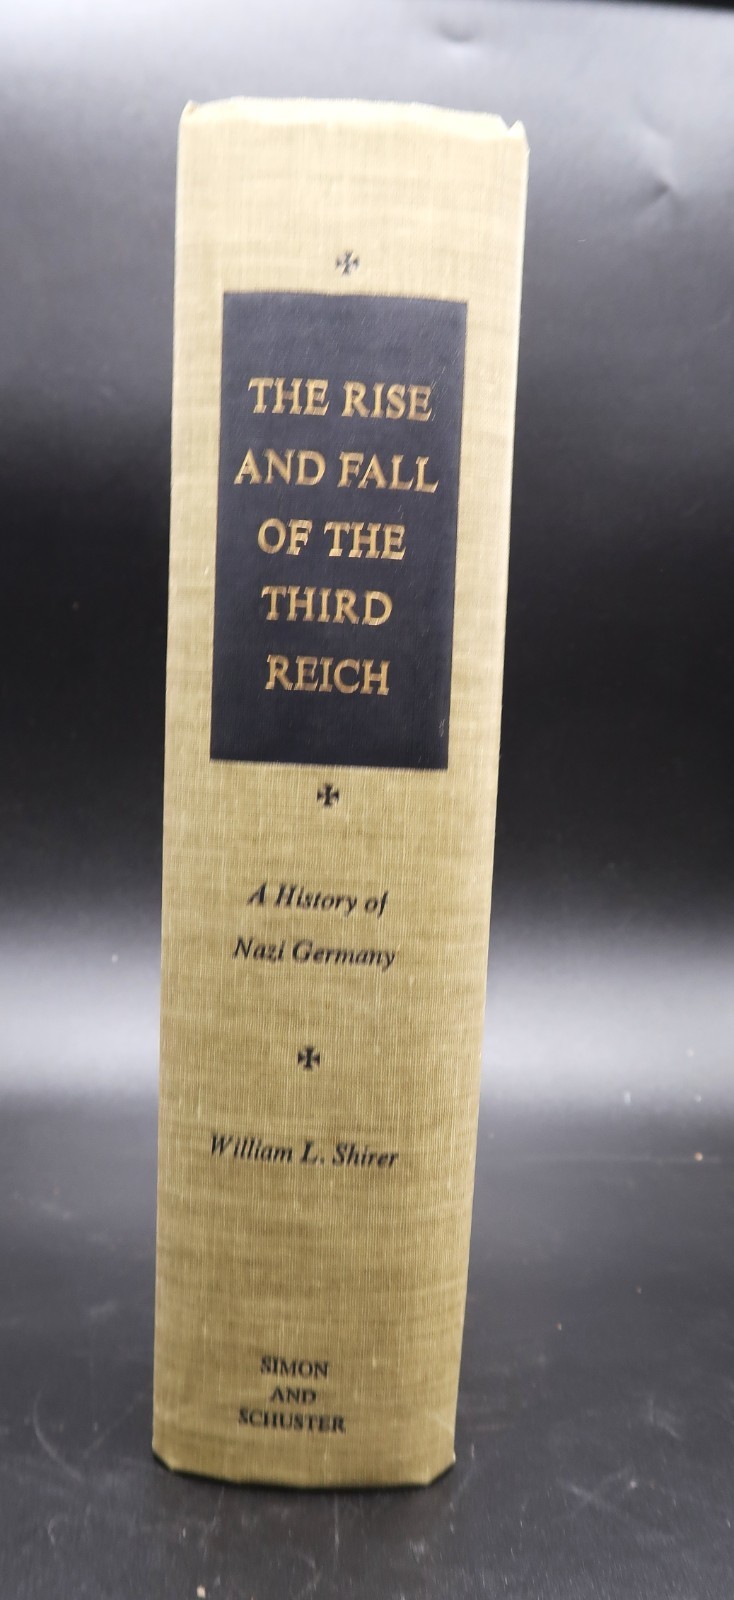 THE RISE
AND FALL
OF THE
THIRD
REICH
A History of
Nazi Germany
William L. Shirer
SIMON
AND
SCHUSTER